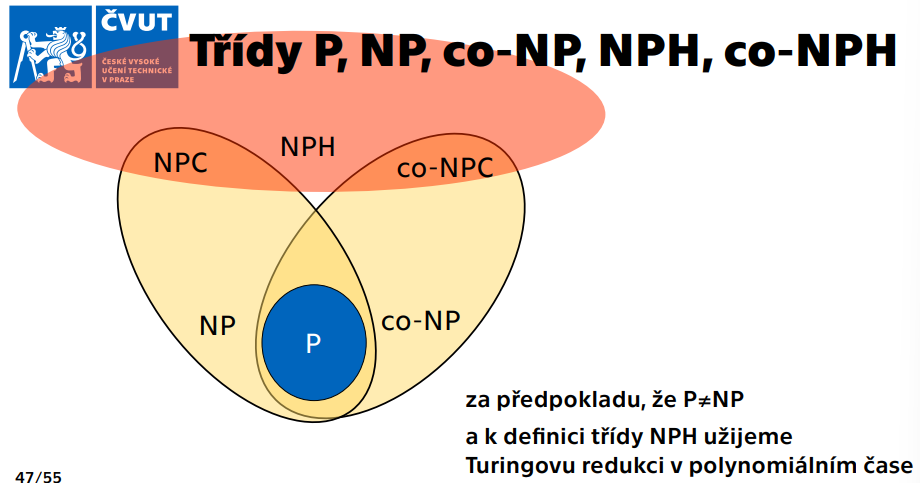 ČVUT
ČESKÉ VYSOKÉ
UČENÍ TECHNICKÉ
V PRAZE
Třídy P, NP, co-NP, NPH, co-NPH
NPH
NPC
co-NPC
NP
co-NP
P
za předpokladu, že P≠NP
a k definici třídy NPH užijeme
Turingovu redukci v polynomiálním čase
47/55